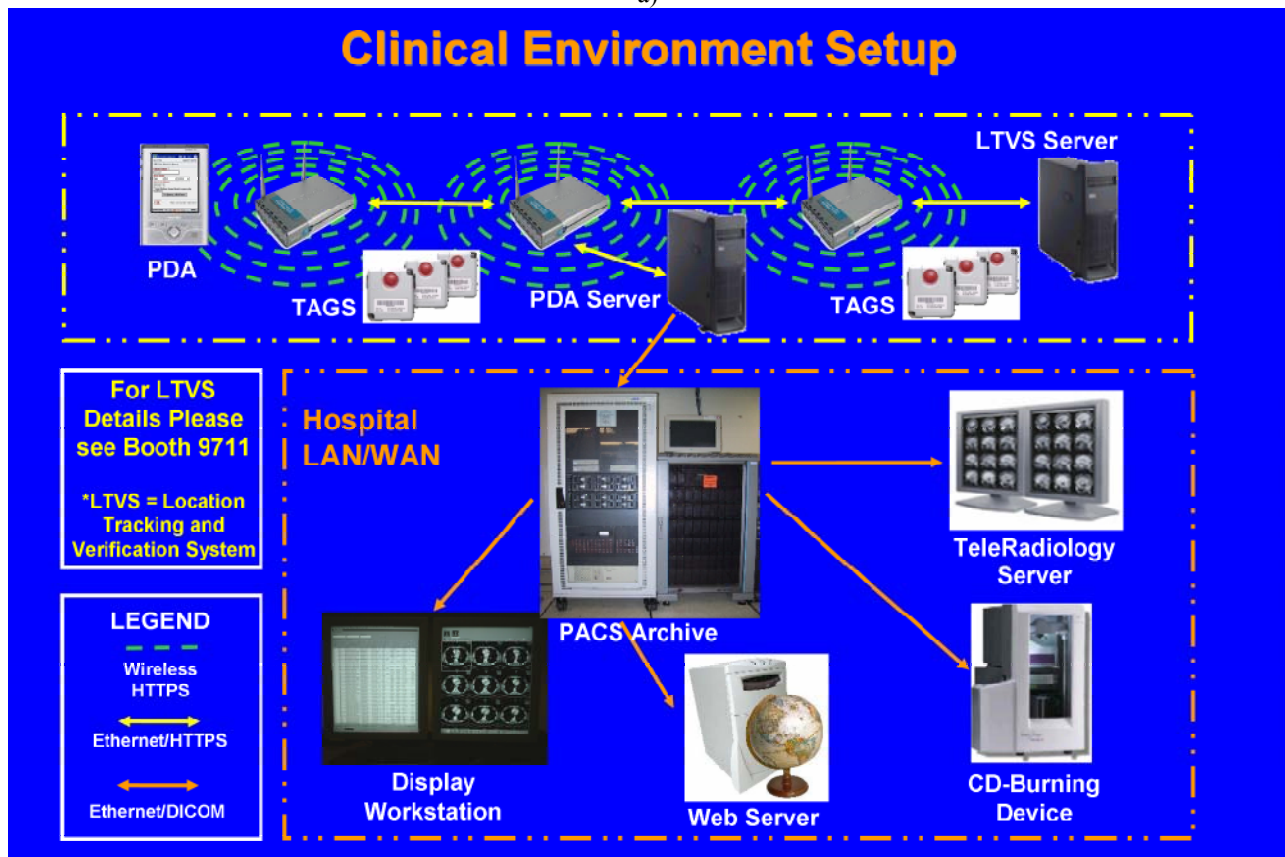 a)
Clinical Environment Setup
LTVS Server
PDA
TAGS
PDA Server
TAGS
For LTVS
Details Please
see Booth 9711
*LTVS = Location
Tracking and
Verification System
Hospital
LAN/WAN
TeleRadiology
Server
PACS Archive
Display
Workstation
Web Server
CD-Burning
Device
LEGEND
Wireless
HTTPS
Ethernet/HTTPS
Ethernet/DICOM